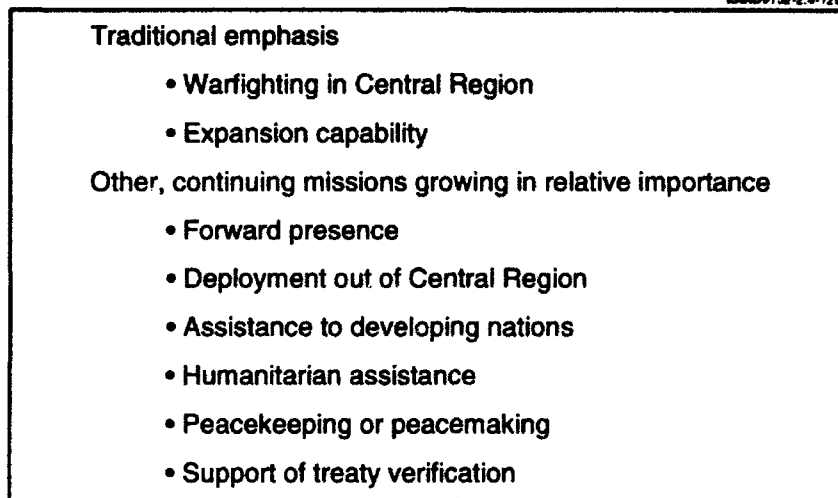 Traditional emphasis
• Warfighting in Central Region
• Expansion capability
Other, continuing missions growing in relative importance
• Forward presence
• Deployment out of Central Region
• Assistance to developing nations
• Humanitarian assistance
• Peacekeeping or peacemaking
• Support of treaty verification